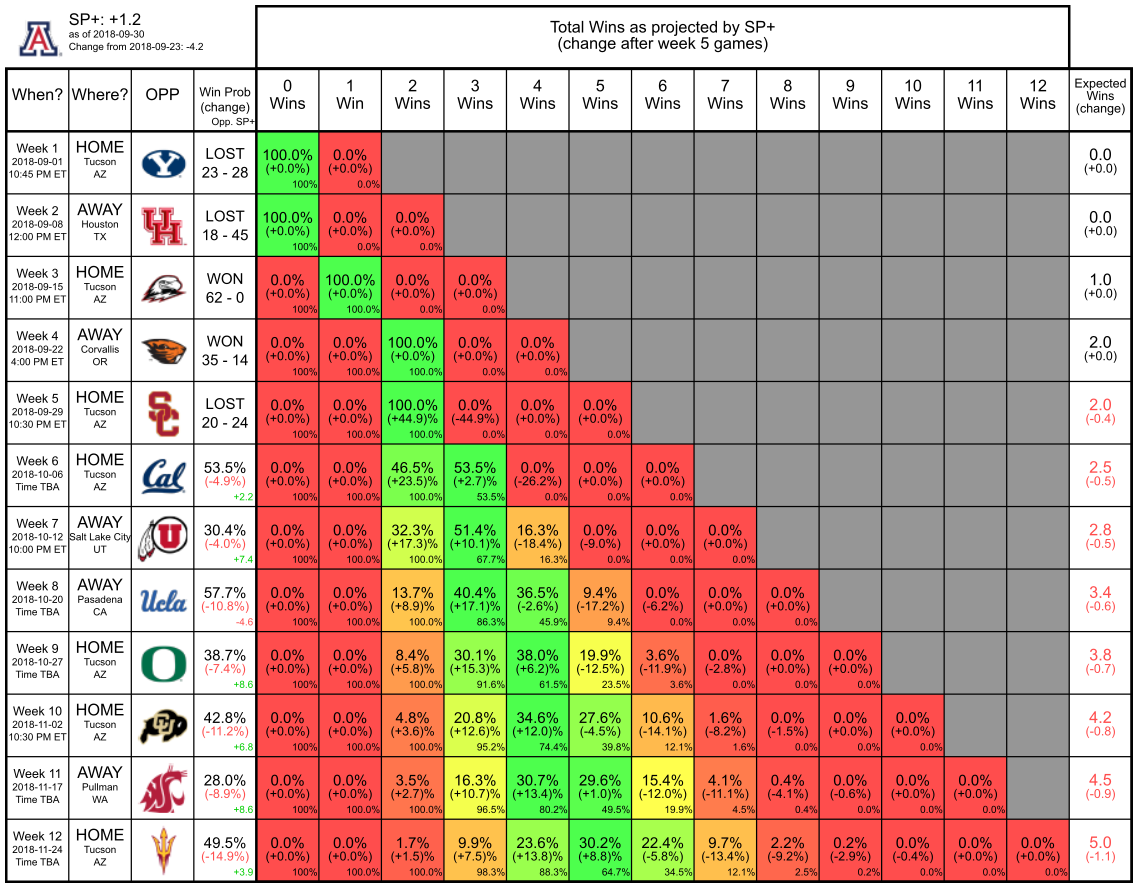 SP+: +1.2
as of 2018-09-30
Change from 2018-09-23: -4.2
Total Wins as projected by SP+
(change after week 5 games)
When? Where? OPP Win Prob (change) Opp. SP+ 0 Wins 1 Win 2 Wins 3 Wins 4 Wins 5 Wins 6 Wins 7 Wins 8 Wins 9 Wins 10 Wins 11 Wins 12 Wins Expected Wins (change)
Week 1 HOME LOST 100.0% 0.0% 0.0
2018-09-01 Tucson Y (+0.0%) (+0.0%) (+0.0)
10:45 PM ET AZ 23 - 28 100% 0.0%
Week 2 AWAY LOST 100.0% 0.0% 0.0% 0.0
2018-09-08 Houston UH (+0.0%) (+0.0%) (+0.0%) (+0.0)
12:00 PM ET TX 18 - 45 100% 0.0% 0.0%
Week 3 HOME WON 0.0% 100.0% 0.0% 0.0% 1.0
2018-09-15 Tucson (+0.0%) (+0.0%) (+0.0%) (+0.0%) (+0.0)
11:00 PM ET AZ 62 - 0 100% 100.0% 0.0% 0.0%
Week 4 AWAY WON 0.0% 0.0% 100.0% 0.0% 0.0% 2.0
2018-09-22 Corvallis (+0.0%) (+0.0%) (+0.0%) (+0.0%) (+0.0%) (+0.0)
4:00 PM ET OR 35 - 14 100% 100% 100.0% 0.0% 0.0%
Week 5 HOME LOST 0.0% 0.0% 100.0% 0.0% 0.0% 0.0% 2.0
2018-09-29 Tucson SC (+0.0%) (+0.0%) (+44.9)% (-44.9%) (+0.0%) (+0.0%) (-0.4)
10:30 PM ET AZ 20 - 24 100% 100% 100.0% 0.0% 0.0% 0.0%
Week 6 HOME 53.5% 0.0% 0.0% 46.5% 53.5% 0.0% 0.0% 0.0% 2.5
2018-10-06 Tucson Cal (-4.9%) (+0.0%) (+0.0%) (+23.5)% (+2.7)% (-26.2%) (+0.0%) (+0.0%) (-0.5)
Time TBA AZ +2.2 100% 100% 100.0% 53.5% 0.0% 0.0% 0.0%
Week 7 AWAY 30.4% 0.0% 0.0% 32.3% 51.4% 16.3% 0.0% 0.0% 0.0% 2.8
2018-10-12 Salt Lake City U (-4.0%) (+0.0%) (+0.0%) (+17.3)% (+10.1)% (-18.4%) (-9.0%) (+0.0%) (+0.0%) (-0.5)
10:00 PM ET UT +7.4 100% 100% 100.0% 67.7% 16.3% 0.0% 0.0% 0.0%
Week 8 AWAY 57.7% 0.0% 0.0% 13.7% 40.4% 36.5% 9.4% 0.0% 0.0% 0.0% 3.4
2018-10-20 Pasadena Ucla (-10.8%) (+0.0%) (+0.0%) (+8.9)% (+17.1)% (-2.6%) (-17.2%) (-6.2%) (+0.0%) (+0.0%) (-0.6)
Time TBA CA -4.6 100% 100% 100.0% 86.3% 45.9% 9.4% 0.0% 0.0% 0.0%
Week 9 HOME 38.7% 0.0% 0.0% 8.4% 30.1% 38.0% 19.9% 3.6% 0.0% 0.0% 0.0% 3.8
2018-10-27 Tucson O (-7.4%) (+0.0%) (+0.0%) (+5.8)% (+15.3)% (+6.2)% (-12.5%) (-11.9%) (-2.8%) (+0.0%) (+0.0%) (-0.7)
Time TBA AZ +8.6 100% 100% 100.0% 91.6% 61.5% 23.5% 3.6% 0.0% 0.0% 0.0%
Week 10 HOME 42.8% 0.0% 0.0% 4.8% 20.8% 34.6% 27.6% 10.6% 1.6% 0.0% 0.0% 0.0% 4.2
2018-11-02 Tucson CU (-11.2%) (+0.0%) (+0.0%) (+3.6)% (+12.6)% (+12.0)% (-4.5%) (-14.1%) (-8.2%) (-1.5%) (+0.0%) (+0.0%) (-0.8)
10:30 PM ET AZ +6.8 100% 100% 100.0% 95.2% 74.4% 39.8% 12.1% 1.6% 0.0% 0.0% 0.0%
Week 11 AWAY 28.0% 0.0% 0.0% 3.5% 16.3% 30.7% 29.6% 15.4% 4.1% 0.4% 0.0% 0.0% 0.0% 4.5
2018-11-17 Pullman (-8.9%) (+0.0%) (+0.0%) (+2.7)% (+10.7)% (+13.4)% (+1.0)% (-12.0%) (-11.1%) (-4.1%) (-0.6%) (+0.0%) (+0.0%) (-0.9)
Time TBA WA +8.6 100% 100% 100.0% 96.5% 80.2% 49.5% 19.9% 4.5% 0.4% 0.0% 0.0% 0.0%
Week 12 HOME 49.5% 0.0% 0.0% 1.7% 9.9% 23.6% 30.2% 22.4% 9.7% 2.2% 0.2% 0.0% 0.0% 0.0% 5.0
2018-11-24 Tucson (-14.9%) (+0.0%) (+0.0%) (+1.5)% (+7.5)% (+13.8)% (+8.8)% (-5.8%) (-13.4%) (-9.2%) (-2.9%) (-0.4%) (+0.0%) (+0.0%) (-1.1)
Time TBA AZ +3.9 100% 100% 100.0% 98.3% 88.3% 64.7% 34.5% 12.1% 2.5% 0.2% 0.0% 0.0% 0.0%